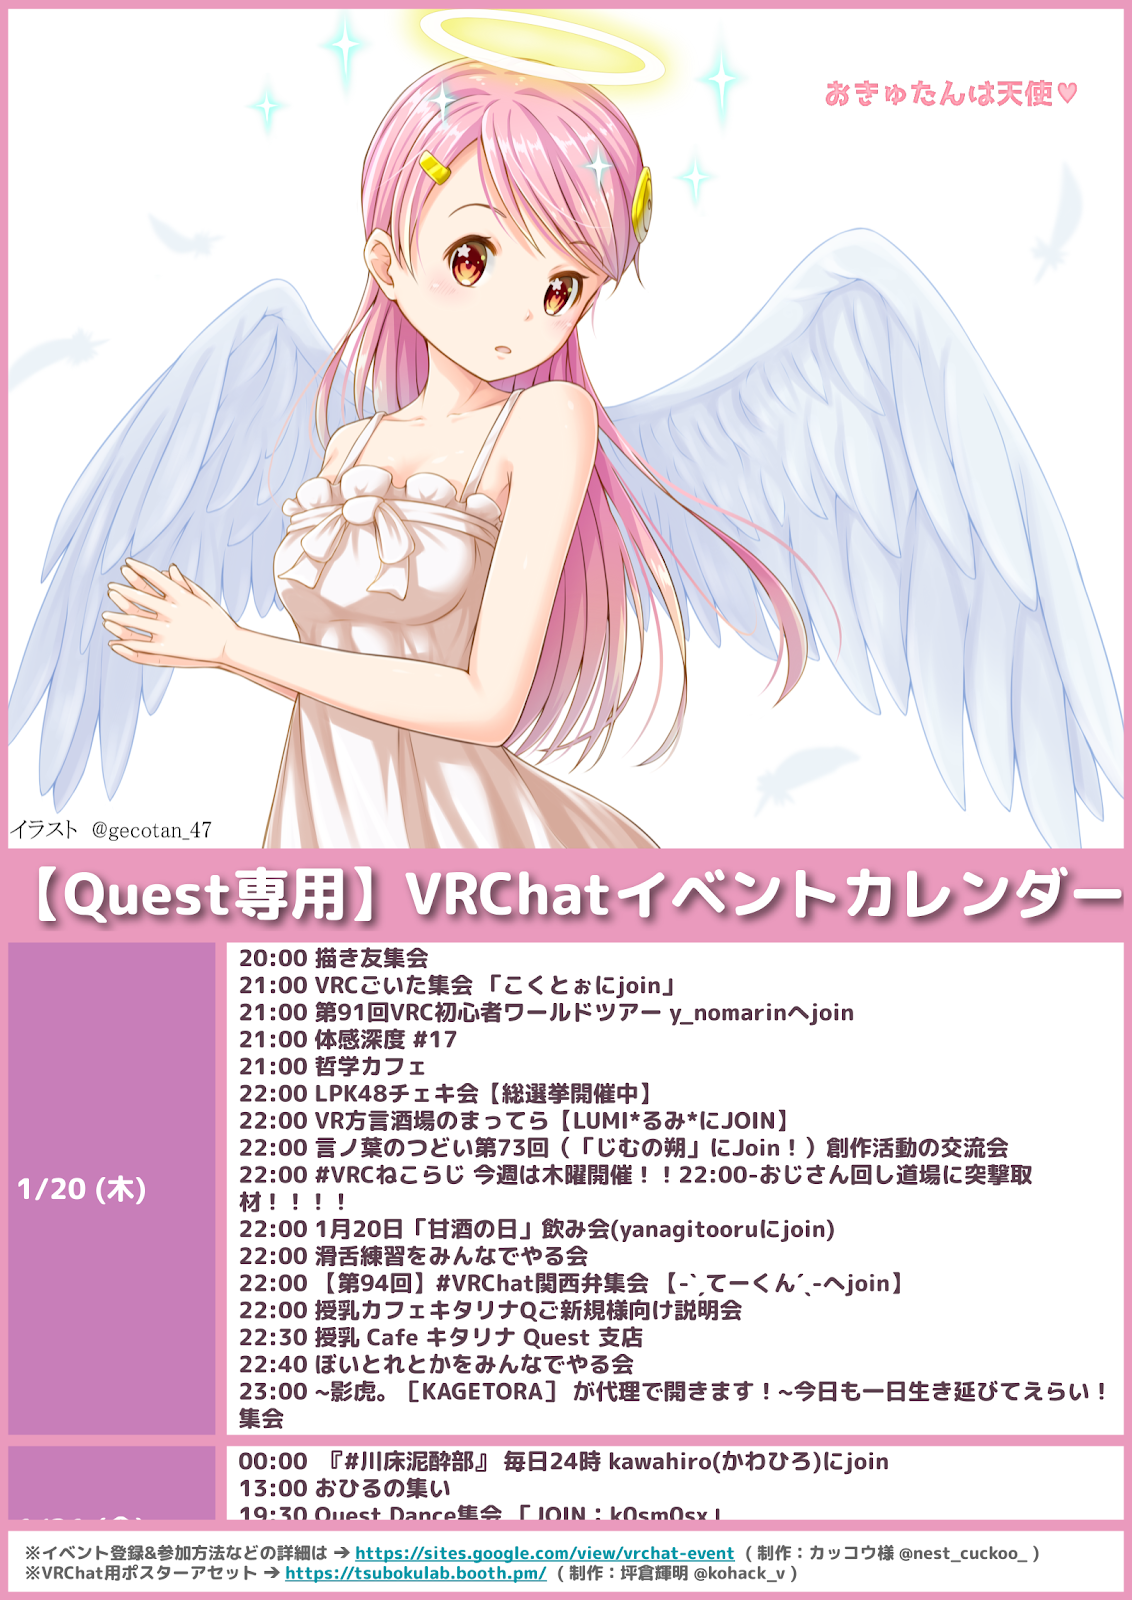 おきゅたんは天使♥
イラスト @gecotan_47
【Quest専用】VRChatイベントカレンダー
1/20 (木)
20:00 描き友集会
21:00 VRCごいた集会 「こくとぉにjoin」
21:00 第91回VRC初心者ワールドツアー y_nomarinへjoin
21:00 体感深度 #17
21:00 哲学カフェ
22:00 LPK48チェキ会【総選挙開催中】
22:00 VR方言酒場のまってら【LUMI*るみ*にJOIN】
22:00 言ノ葉のつどい第73回（「じむの朔」にJoin！）創作活動の交流会
22:00 #VRCねこらじ 今週は木曜開催！！22:00-おじさん回し道場に突撃取
材！！！！
22:00 1月20日「甘酒の日」飲み会(yanagitooruにjoin)
22:00 滑舌練習をみんなでやる会
22:00 【第94回】#VRChat関西弁集会 【-ˋˏてーくんˊˎ-へjoin】
22:00 授乳カフェキタリナQご新規様向け説明会
22:30 授乳 Cafe キタリナ Quest 支店
22:40 ぼいとれとかをみんなでやる会
23:00 ~影虎。［KAGETORA］ が代理で開きます！~今日も一日生き延びてえらい！
集会
00:00 『#川床泥酔部』 毎日24時 kawahiro(かわひろ)にjoin
13:00 おひるの集い
19:30 Quest Dance集会 「JOIN：k0sm0sx」
※イベント登録&参加方法などの詳細は ➔ https://sites.google.com/view/vrchat-event ( 制作：カッコウ様 @nest_cuckoo_ )
※VRChat用ポスターアセット ➔ https://tsubokulab.booth.pm/ ( 制作：坪倉輝明 @kohack_v )